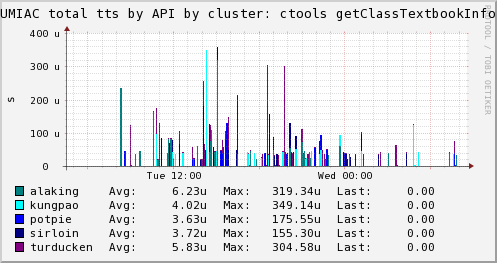 UMIAC total tts by API by cluster: ctools getClassTextbookInfo
RRDTOOL / TOBI OETIKER
400 u
300 u
200 u
100 u
0
s
Tue 12:00 Wed 00:00
alaking Avg: 6.23u Max: 319.34u Last: 0.00
kungpao Avg: 4.02u Max: 349.14u Last: 0.00
potpie Avg: 3.63u Max: 175.55u Last: 0.00
sirloin Avg: 3.72u Max: 155.30u Last: 0.00
turducken Avg: 5.83u Max: 304.58u Last: 0.00